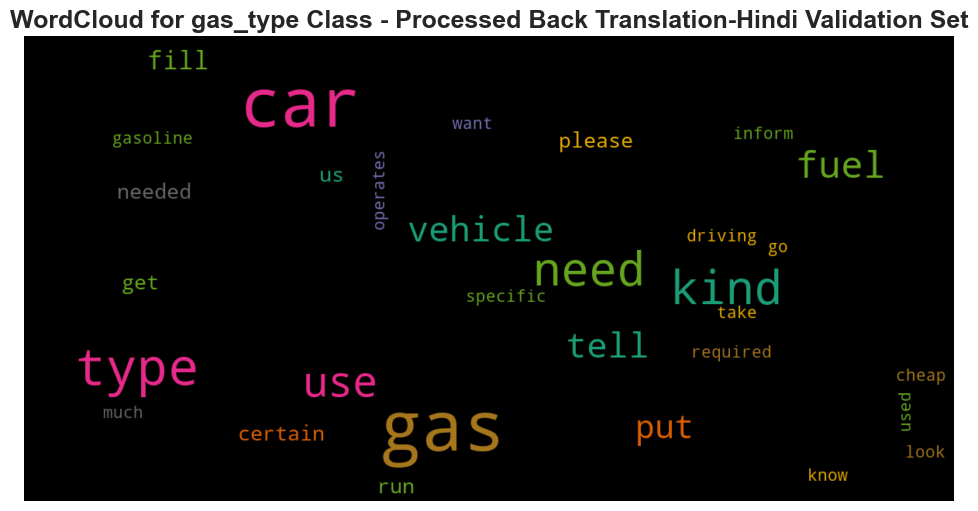 WordCloud for gas_type Class - Processed Back Translation-Hindi Validation Set
fill
car
want
gasoline
please
inform
fuel
us
operates
needed
vehicle
driving
go
need
kind
get
specific
take
tell
required
type
use
cheap
much
used
gas
put
certain
look
know
run